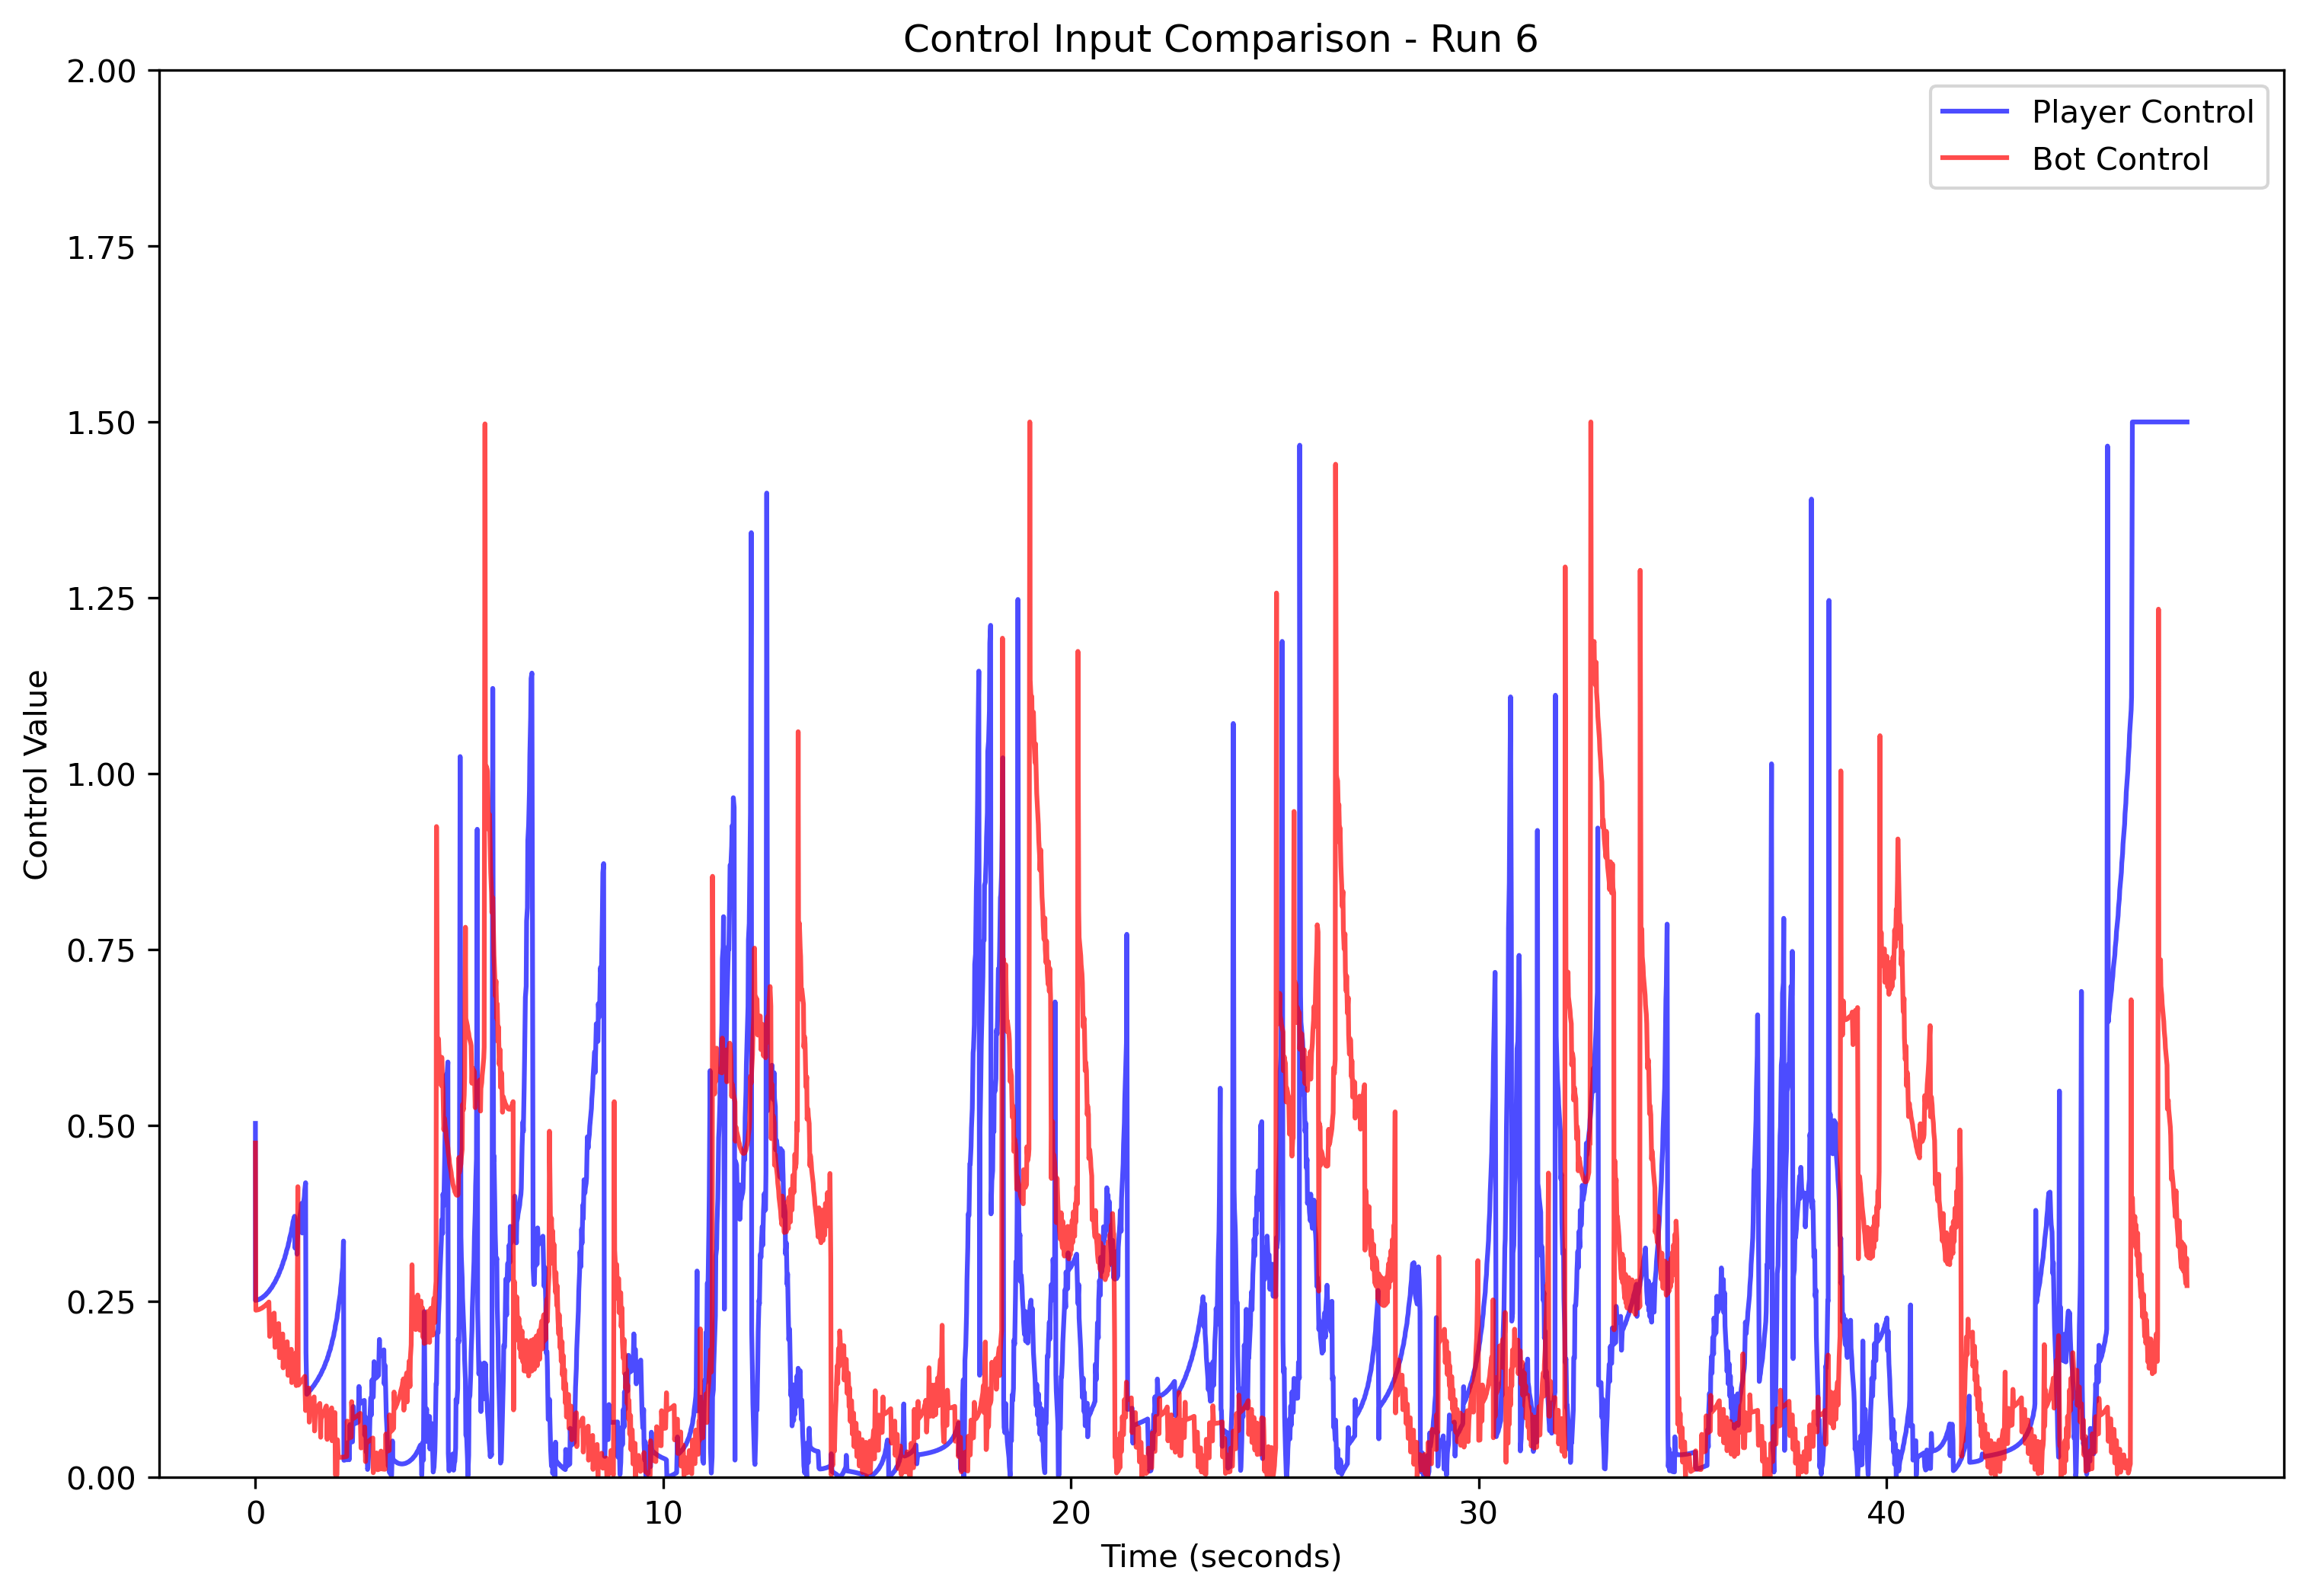 Control Input Comparison - Run 6
2.00
1.75
1.50
1.25
1.00
0.75
0.50
0.25
0.00
Control Value
Player Control
Bot Control
0 10 20 30 40
Time (seconds)